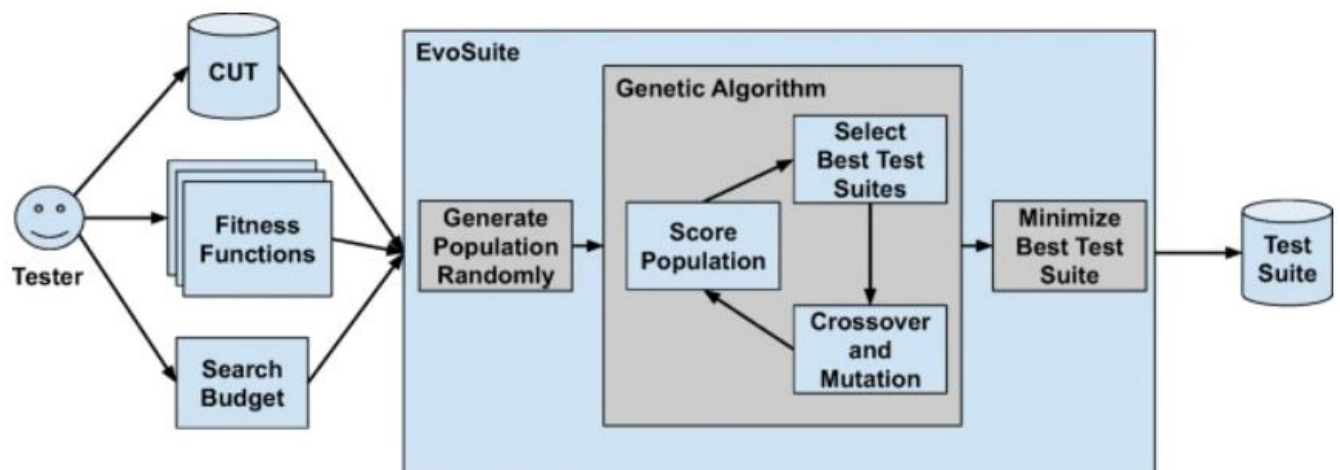 CUT
Tester
Fitness
Functions
Search
Budget
EvoSuite
Generate
Population
Randomly
Genetic Algorithm
Score
Population
Select
Best Test
Suites
Crossover
and
Mutation
Minimize
Best Test
Suite
Test
Suite